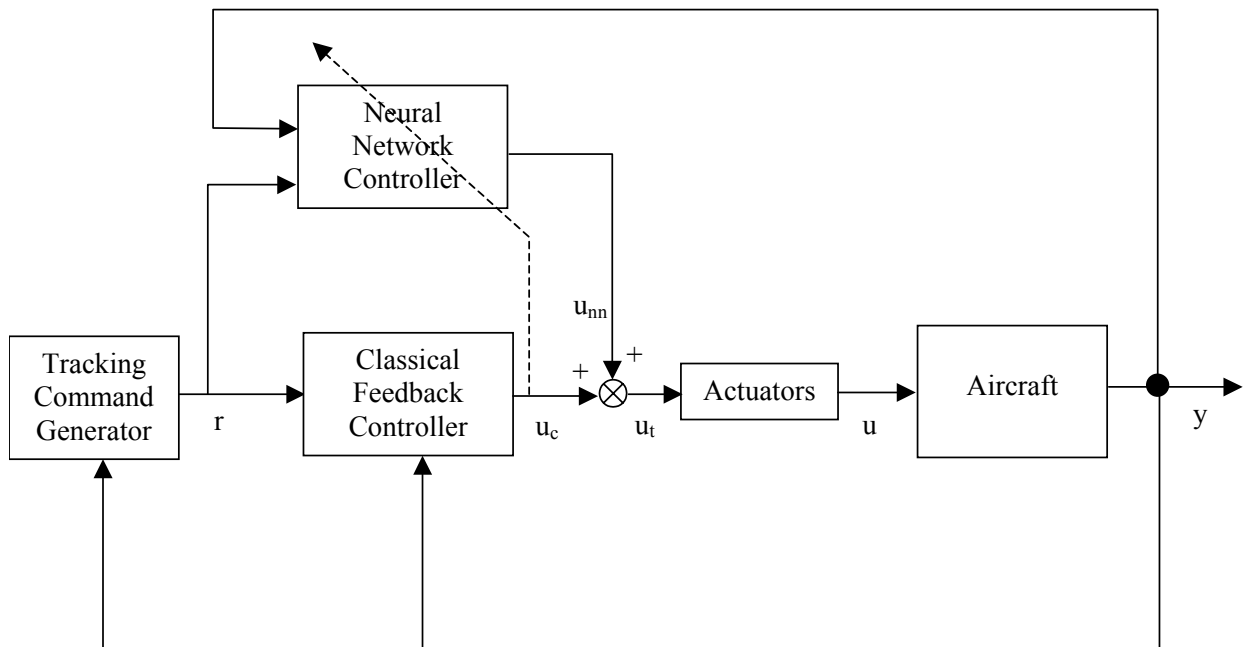 Neural
Network
Controller
u_nn
+
+
Tracking
Command
Generator
r
Classical
Feedback
Controller
u_c
u_t
Actuators
u
Aircraft
y